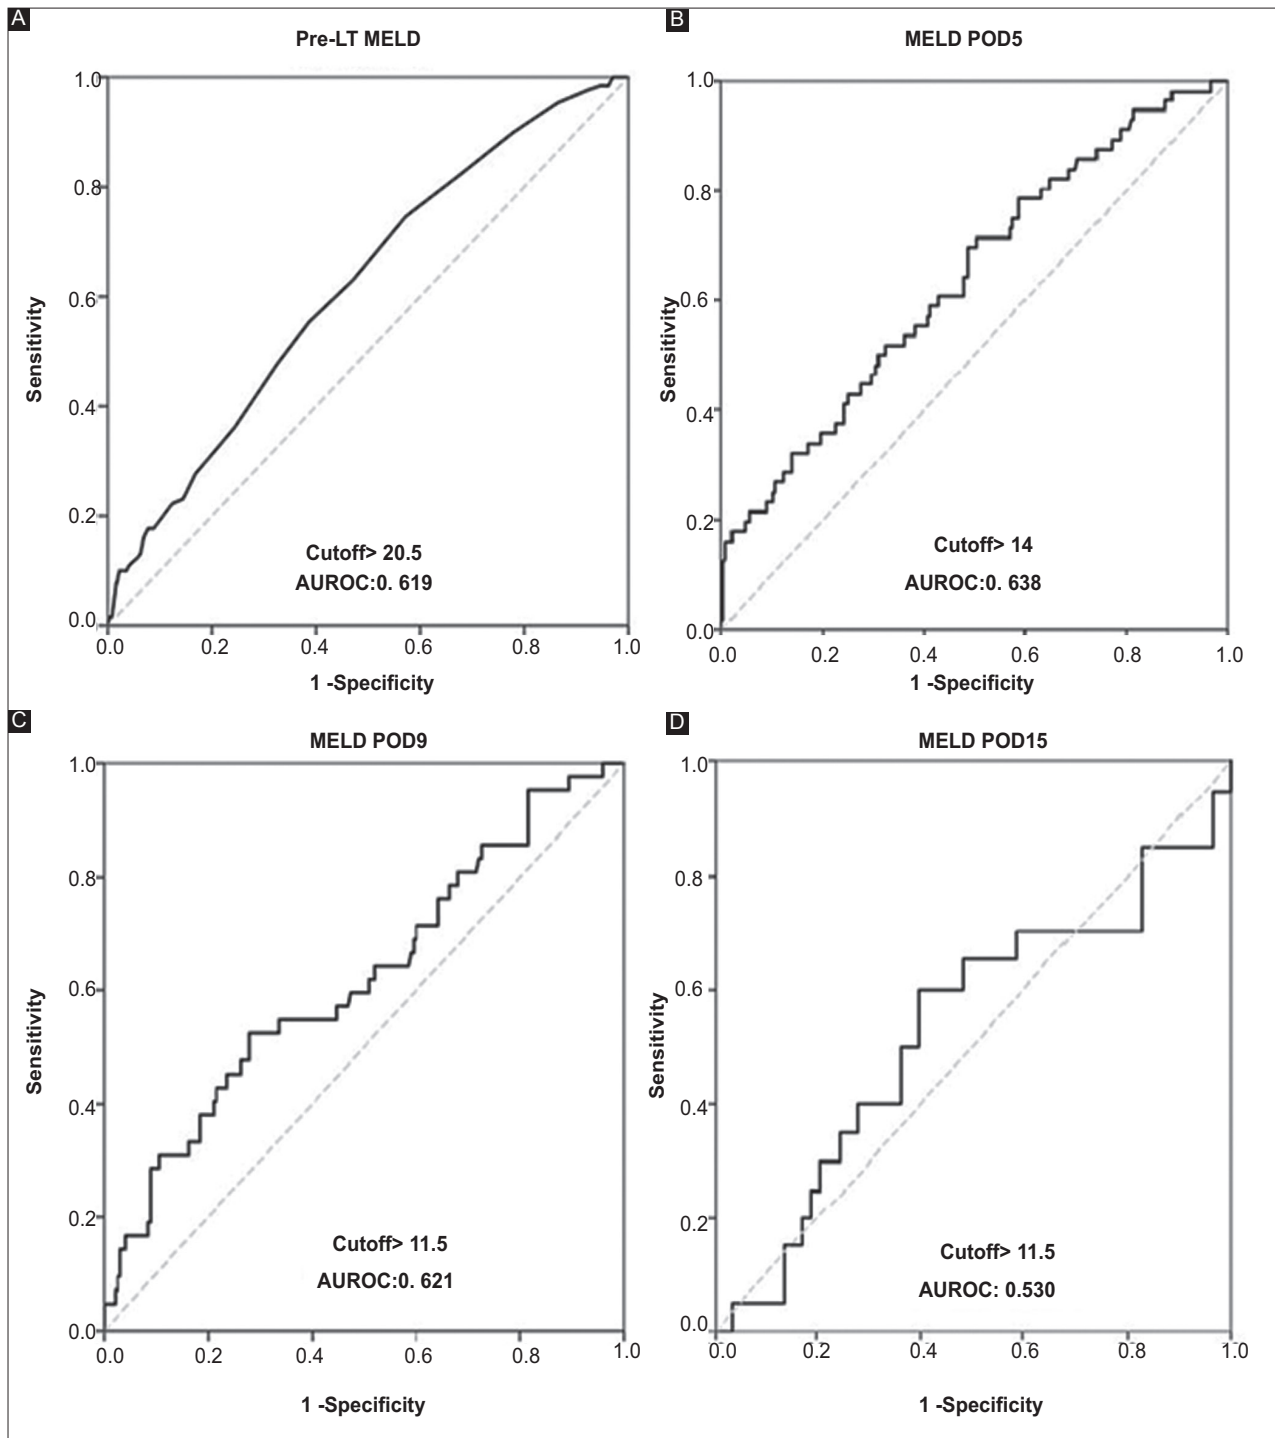 A
Pre-LT MELD
1.0
0.8
0.6
0.4
0.2
0.0
Sensitivity
Cutoff> 20.5
AUROC:0. 619
0.0 0.2 0.4 0.6 0.8 1.0
1 -Specificity
B
MELD POD5
1.0
0.8
0.6
0.4
0.2
0.0
Sensitivity
Cutoff> 14
AUROC:0. 638
0.0 0.2 0.4 0.6 0.8 1.0
1 -Specificity
C
MELD POD9
1.0
0.8
0.6
0.4
0.2
0.0
Sensitivity
Cutoff> 11.5
AUROC:0. 621
0.0 0.2 0.4 0.6 0.8 1.0
1 -Specificity
D
MELD POD15
1.0
0.8
0.6
0.4
0.2
0.0
Sensitivity
Cutoff> 11.5
AUROC: 0.530
0.0 0.2 0.4 0.6 0.8 1.0
1 -Specificity